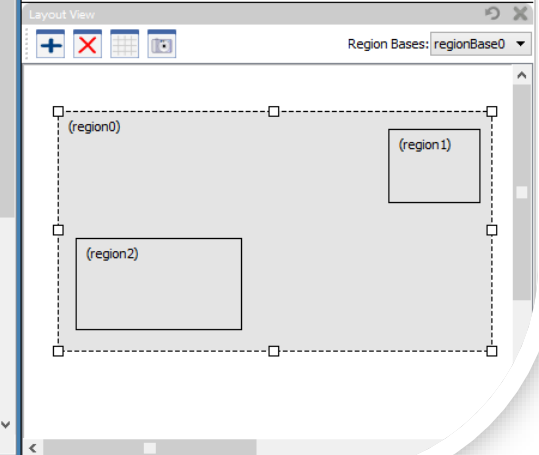 Layout View
Region Bases: regionBase0
(region0)
(region1)
(region2)